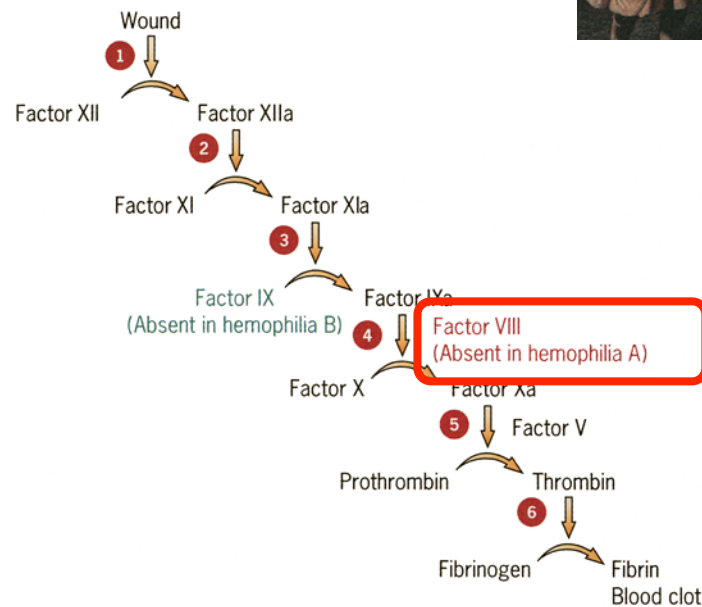 Wound
1
Factor XII
Factor XIIa
2
Factor XI
Factor XIa
3
Factor IX
(Absent in hemophilia B)
Factor IXa
4
Factor VIII
(Absent in hemophilia A)
Factor X
Factor Xa
5
Factor V
Prothrombin
Thrombin
6
Fibrinogen
Fibrin
Blood clot